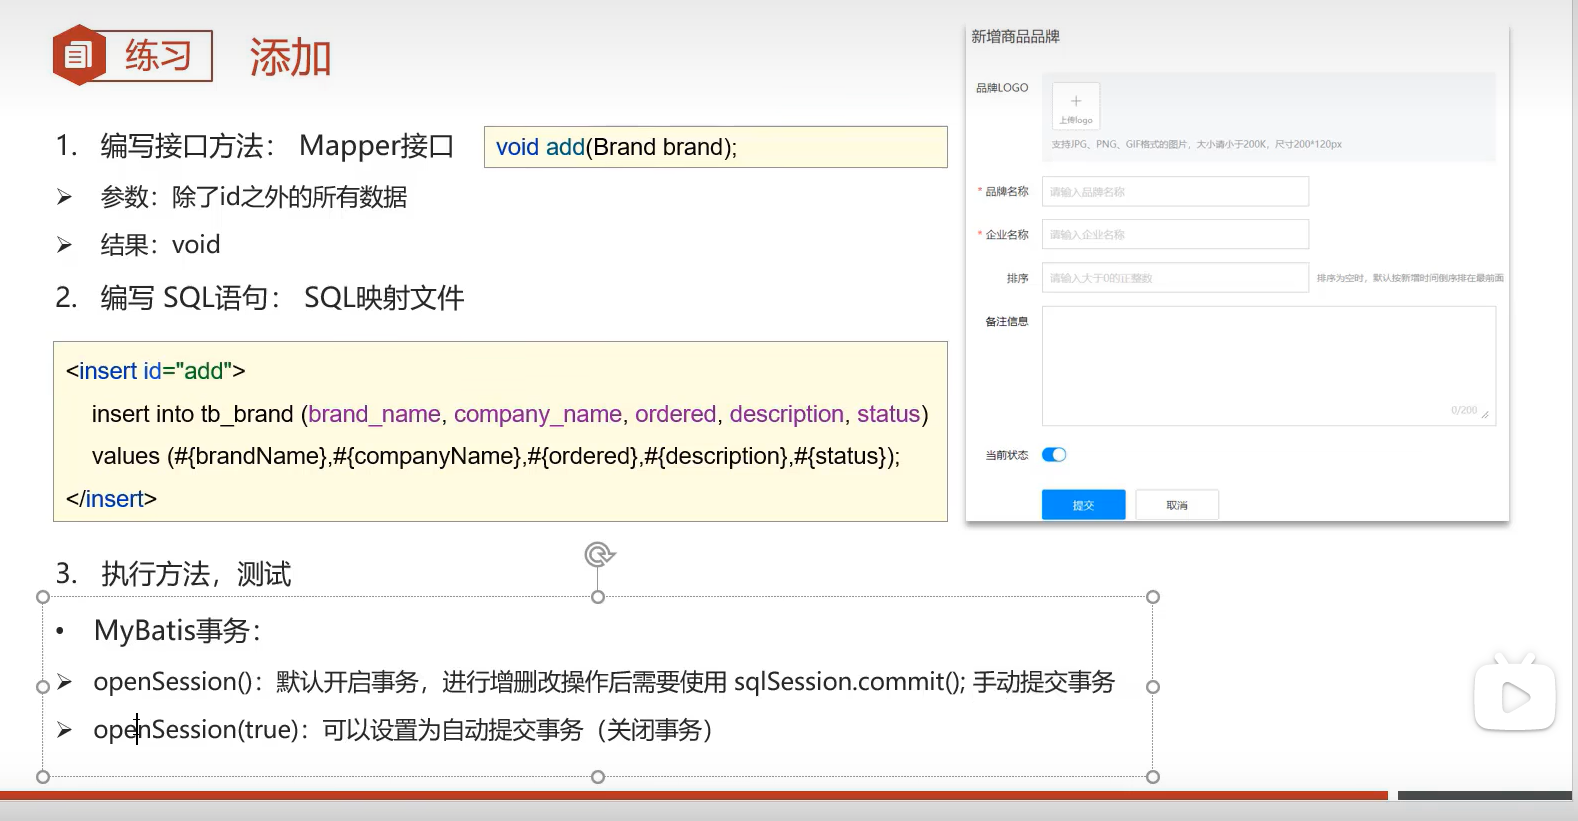 练习 添加
1. 编写接口方法： Mapper接口
void add(Brand brand);
➢ 参数：除了id之外的所有数据
➢ 结果：void
2. 编写 SQL语句： SQL映射文件
<insert id="add">
insert into tb_brand (brand_name, company_name, ordered, description, status)
values (#{brandName},#{companyName},#{ordered},#{description},#{status});
</insert>
3. 执行方法，测试
• MyBatis事务：
➢ openSession()：默认开启事务，进行增删改操作后需要使用 sqlSession.commit(); 手动提交事务
➢ openSession(true)：可以设置为自动提交事务（关闭事务）
新增商品品牌
品牌LOGO
+
上传logo
支持JPG、PNG、GIF格式的图片，大小请小于200K，尺寸200*120px
* 品牌名称 请输入品牌名称
* 企业名称 请输入企业名称
排序 请输入大于0的正整数 排序为空时，默认按新增时间倒序排在最前面
备注信息
0/200
当前状态
提交 取消